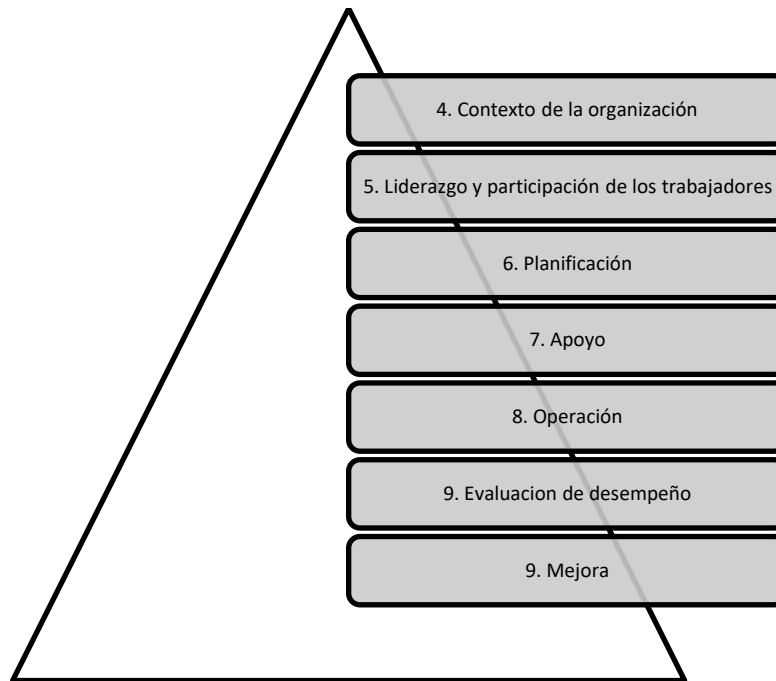 4. Contexto de la organización
5. Liderazgo y participación de los trabajadores
6. Planificación
7. Apoyo
8. Operación
9. Evaluacion de desempeño
9. Mejora